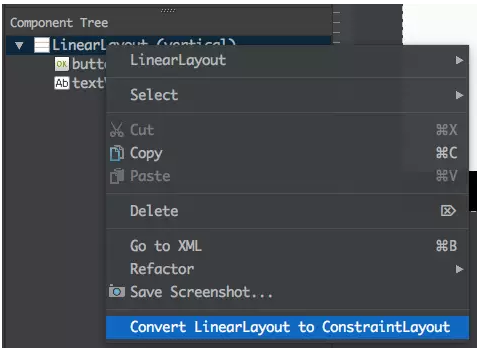 Component Tree
LinearLayout (vertical)
OK butto
Ab text
LinearLayout
Select
Cut ⌘X
Copy ⌘C
Paste ⌘V
Delete ⌦
Go to XML ⌘B
Refactor
Save Screenshot...
Convert LinearLayout to ConstraintLayout